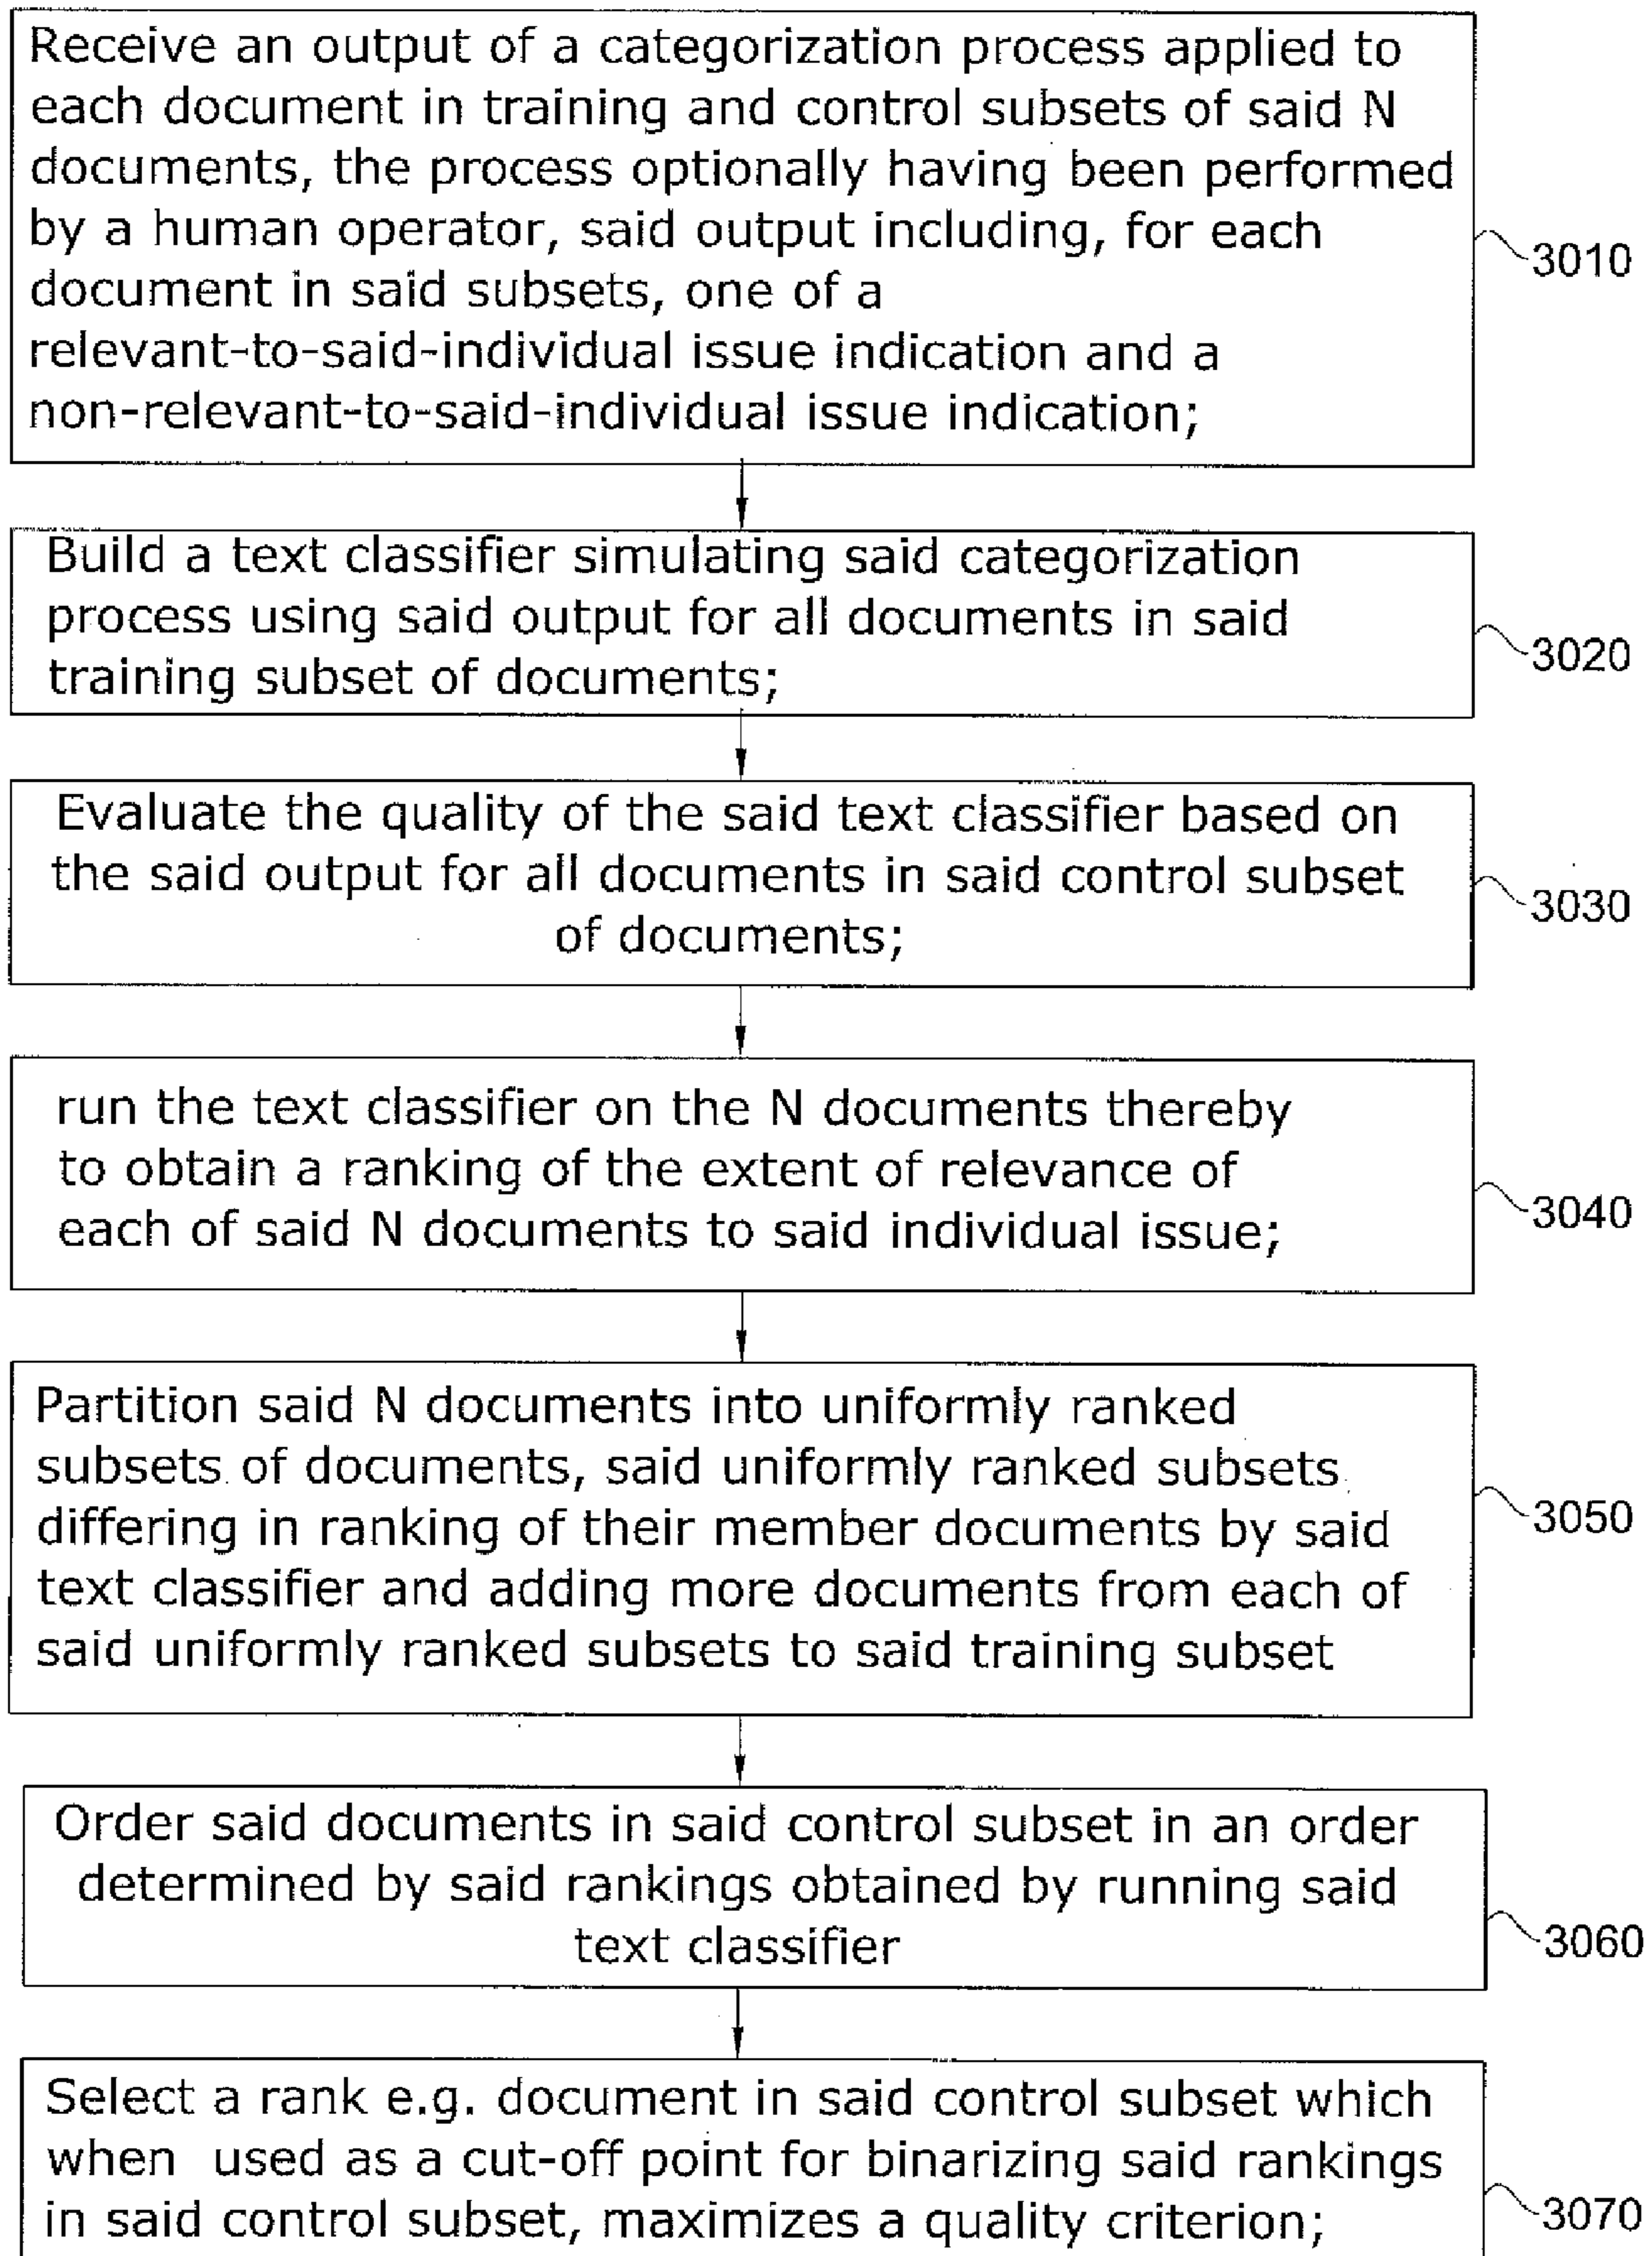 Receive an output of a categorization process applied to
each document in training and control subsets of said N
documents, the process optionally having been performed
by a human operator, said output including, for each
document in said subsets, one of a
relevant-to-said-individual issue indication and a
non-relevant-to-said-individual issue indication;
3010
Build a text classifier simulating said categorization
process using said output for all documents in said
training subset of documents;
3020
Evaluate the quality of the said text classifier based on
the said output for all documents in said control subset
of documents;
3030
run the text classifier on the N documents thereby
to obtain a ranking of the extent of relevance of
each of said N documents to said individual issue;
3040
Partition said N documents into uniformly ranked
subsets of documents, said uniformly ranked subsets
differing in ranking of their member documents by said
text classifier and adding more documents from each of
said uniformly ranked subsets to said training subset
3050
Order said documents in said control subset in an order
determined by said rankings obtained by running said
text classifier
3060
Select a rank e.g. document in said control subset which
when used as a cut-off point for binarizing said rankings
in said control subset, maximizes a quality criterion;
3070